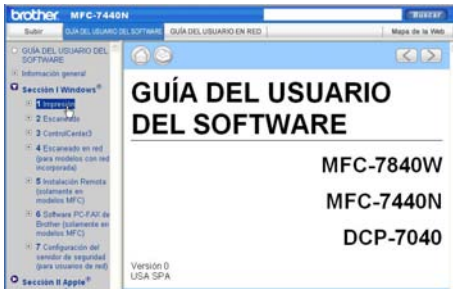 brother MFC-7440N
Buscar
Subir
GUÍA DEL USUARIO DEL SOFTWARE
GUÍA DEL USUARIO EN RED
Mapa de la Web
GUÍA DEL USUARIO DEL
SOFTWARE
Información general
Sección I Windows®
1 Impresión
2 Escaneado
3 ControlCenter3
4 Escaneado en red
(para modelos con red
incorporada)
5 Instalación Remota
(solamente en
modelos MFC)
6 Software PC-FAX de
Brother (solamente en
modelos MFC)
7 Configuración del
servidor de seguridad
(para usuarios de red)
Sección II Apple®
GUÍA DEL USUARIO
DEL SOFTWARE
MFC-7840W
MFC-7440N
DCP-7040
Versión 0
USA SPA